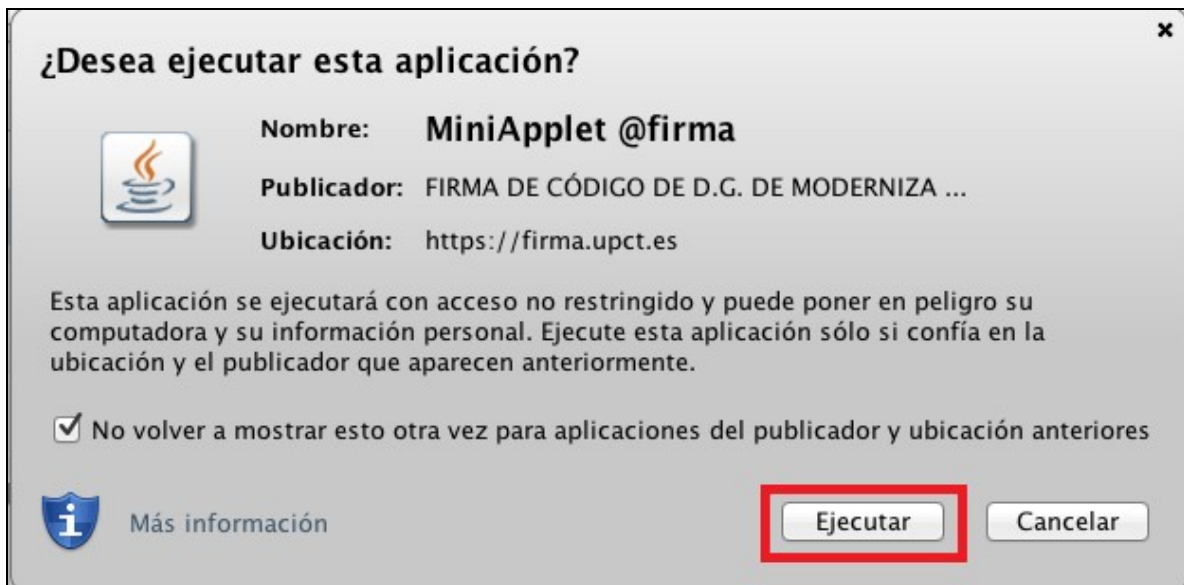 ¿Desea ejecutar esta aplicación?
Nombre: MiniApplet @firma
Publicador: FIRMA DE CÓDIGO DE D.G. DE MODERNIZA ...
Ubicación: https://firma.upct.es
Esta aplicación se ejecutará con acceso no restringido y puede poner en peligro su
computadora y su información personal. Ejecute esta aplicación sólo si confía en la
ubicación y el publicador que aparecen anteriormente.
No volver a mostrar esto otra vez para aplicaciones del publicador y ubicación anteriores
Más información
Ejecutar
Cancelar